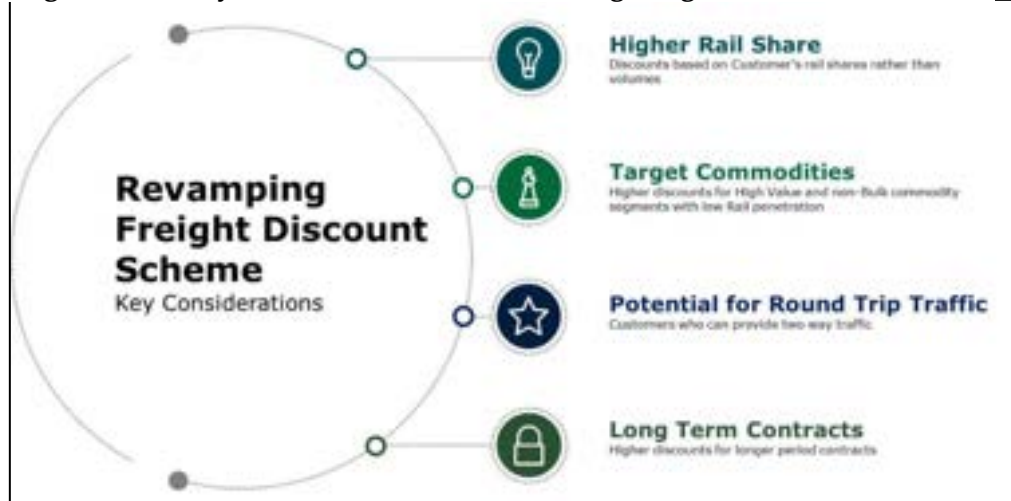 Revamping
Freight Discount
Scheme
Key Considerations
Higher Rail Share
Discounts based on Customer's rail shares rather than
volumes
Target Commodities
Higher discounts for High Value and non-Bulk commodity
segments with low Rail penetration
Potential for Round Trip Traffic
Customers who can provide two way traffic
Long Term Contracts
Higher discounts for longer period contracts